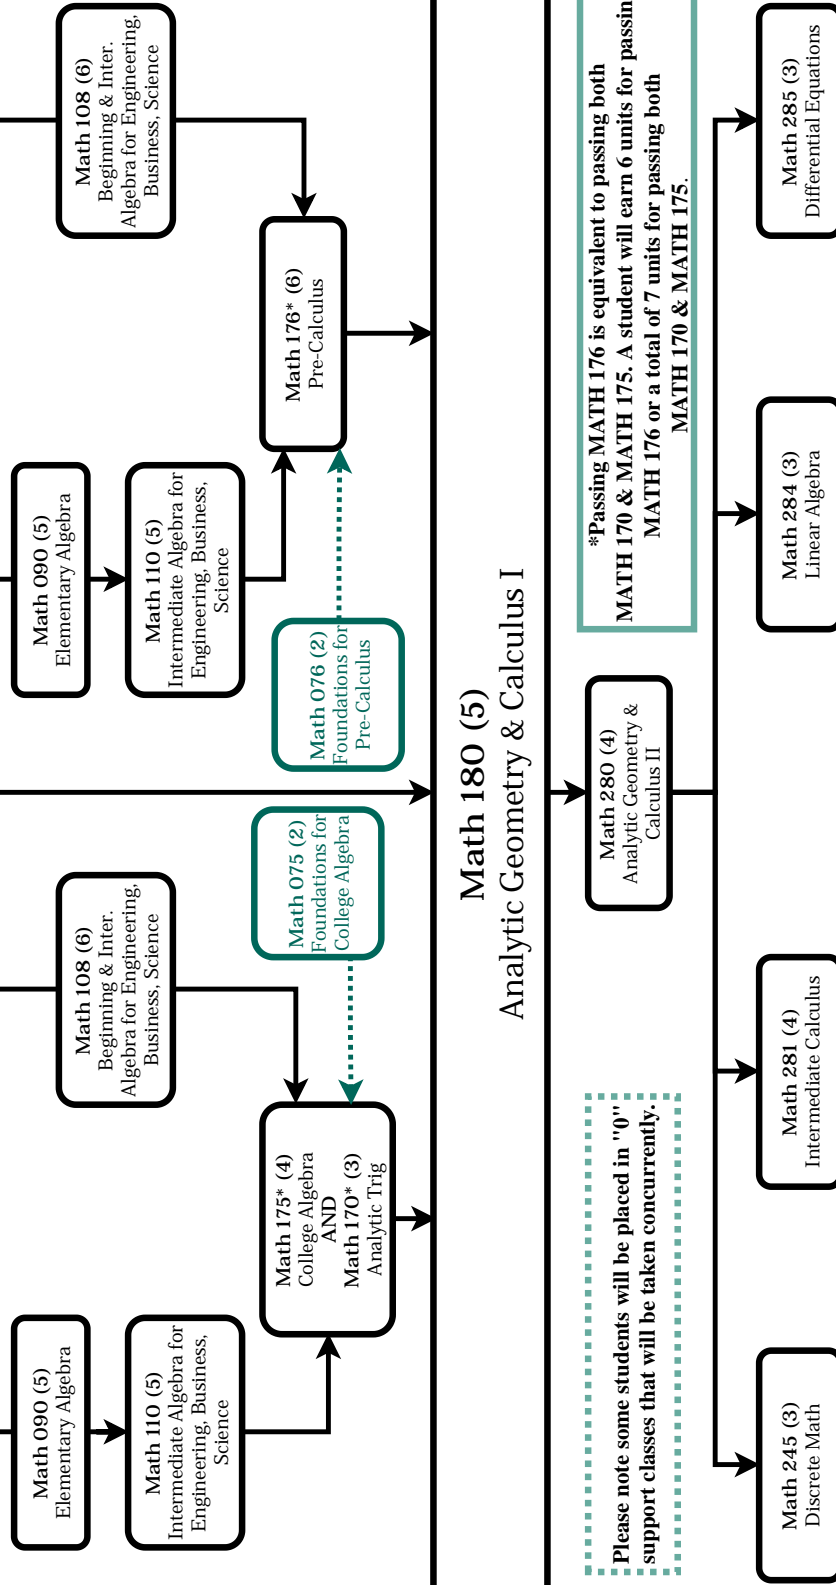 Math 090 (5)
Elementary Algebra
Math 090 (5)
Elementary Algebra
Math 108 (6)
Beginning & Inter.
Algebra for Engineering,
Business, Science
Math 108 (6)
Beginning & Inter.
Algebra for Engineering,
Business, Science
Math 110 (5)
Intermediate Algebra for
Engineering, Business,
Science
Math 110 (5)
Intermediate Algebra for
Engineering, Business,
Science
Math 175* (4)
College Algebra
AND
Math 170* (3)
Analytic Trig
Math 075 (2)
Foundations for
College Algebra
Math 076 (2)
Foundations for
Pre-Calculus
Math 176* (6)
Pre-Calculus
Math 180 (5)
Analytic Geometry & Calculus I
Please note some students will be placed in "0"
support classes that will be taken concurrently.
Math 280 (4)
Analytic Geometry &
Calculus II
*Passing MATH 176 is equivalent to passing both
MATH 170 & MATH 175. A student will earn 6 units for passin
MATH 176 or a total of 7 units for passing both
MATH 170 & MATH 175.
Math 245 (3)
Discrete Math
Math 281 (4)
Intermediate Calculus
Math 284 (3)
Linear Algebra
Math 285 (3)
Differential Equations